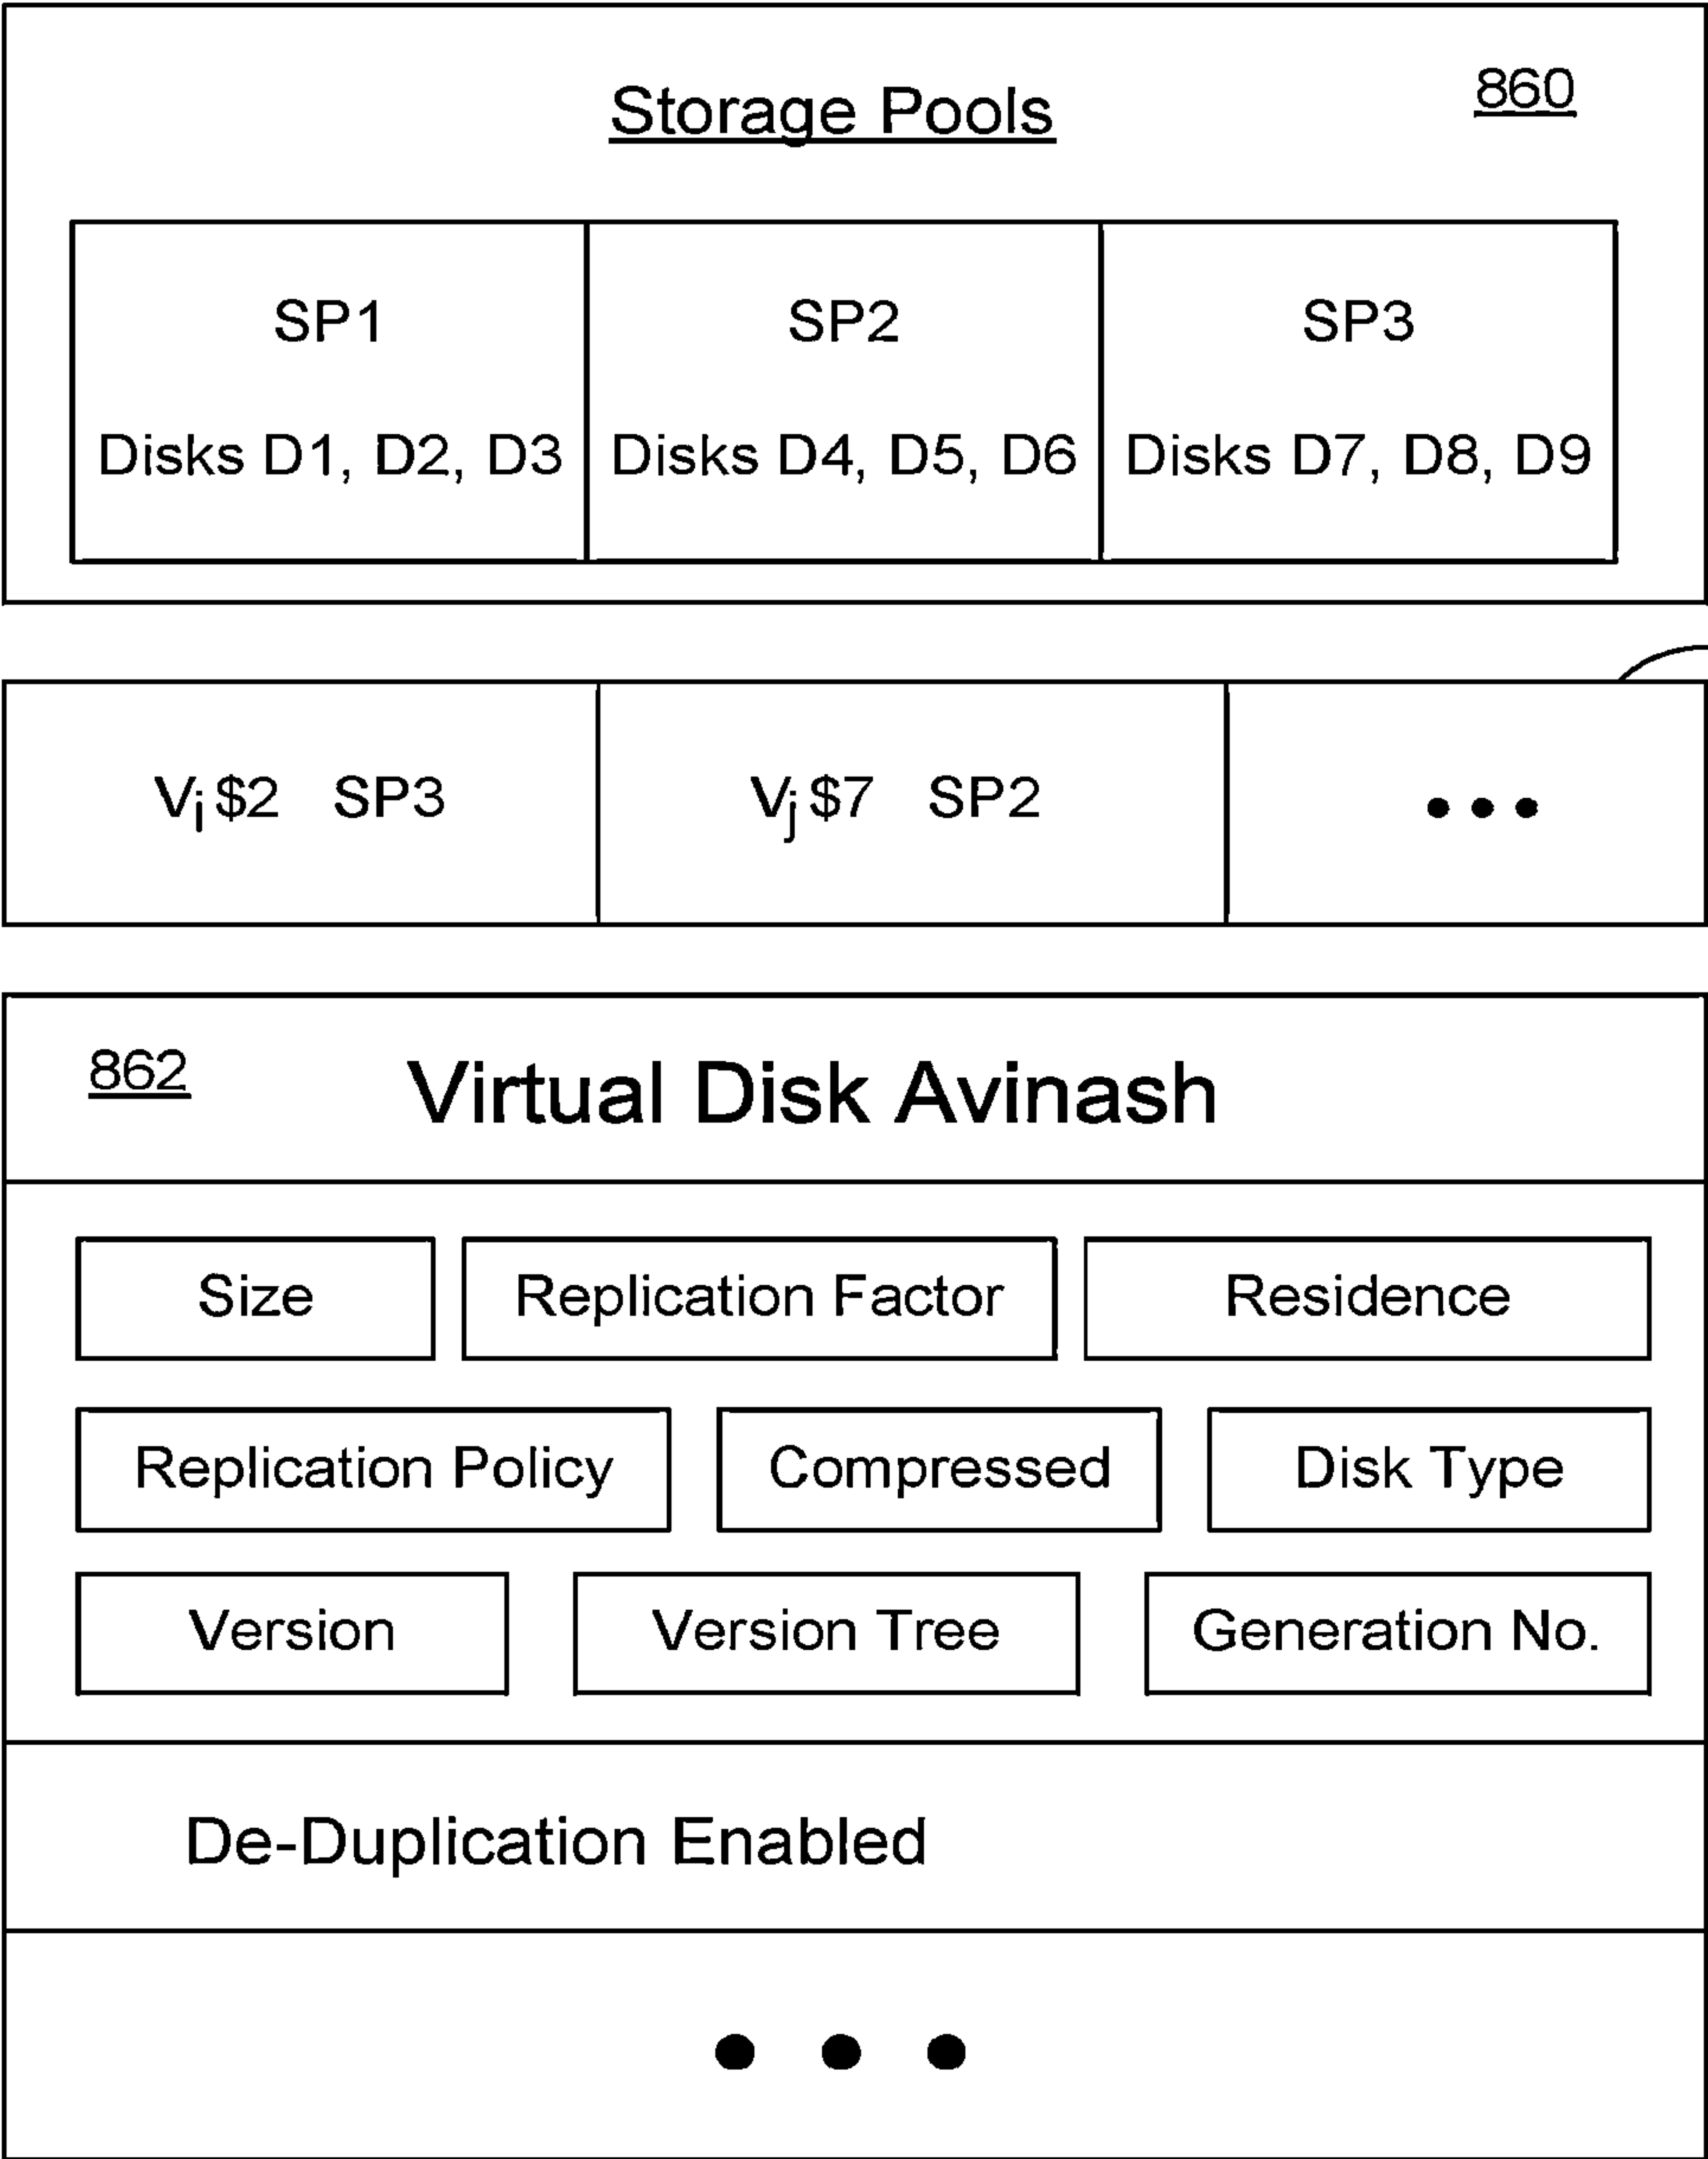 Storage Pools 860
SP1 SP2 SP3
Disks D1, D2, D3 Disks D4, D5, D6 Disks D7, D8, D9
Vi$2 SP3 Vj$7 SP2 •••
862 Virtual Disk Avinash
Size Replication Factor Residence
Replication Policy Compressed Disk Type
Version Version Tree Generation No.
De-Duplication Enabled
• • •